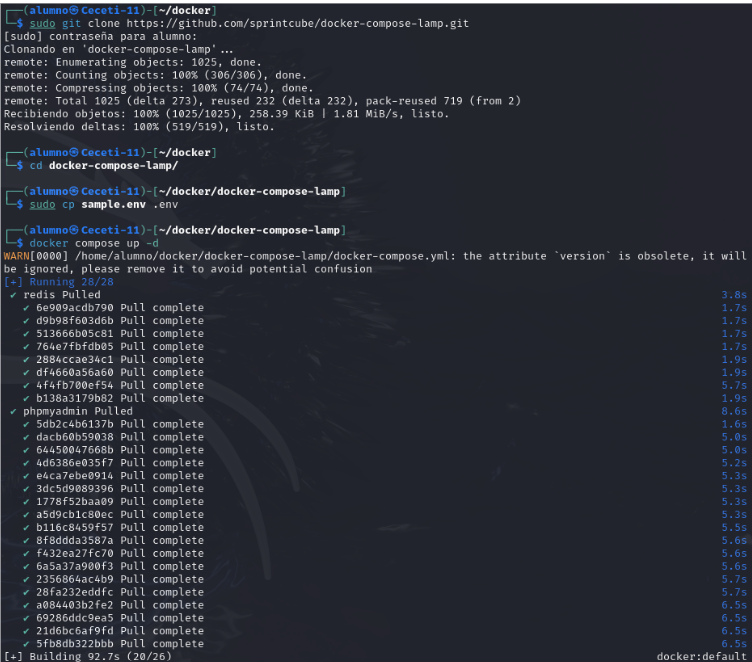 ┌──(alumno㉿Ceceti-11)-[~/docker]
└─$ sudo git clone https://github.com/sprintcube/docker-compose-lamp.git
[sudo] contraseña para alumno:
Clonando en 'docker-compose-lamp'...
remote: Enumerating objects: 1025, done.
remote: Counting objects: 100% (306/306), done.
remote: Compressing objects: 100% (74/74), done.
remote: Total 1025 (delta 273), reused 232 (delta 232), pack-reused 719 (from 2)
Recibiendo objetos: 100% (1025/1025), 258.39 KiB | 1.81 MiB/s, listo.
Resolviendo deltas: 100% (519/519), listo.
┌──(alumno㉿Ceceti-11)-[~/docker]
└─$ cd docker-compose-lamp/
┌──(alumno㉿Ceceti-11)-[~/docker/docker-compose-lamp]
└─$ sudo cp sample.env .env
┌──(alumno㉿Ceceti-11)-[~/docker/docker-compose-lamp]
└─$ docker compose up -d
WARN[0000] /home/alumno/docker/docker-compose-lamp/docker-compose.yml: the attribute `version` is obsolete, it will
be ignored, please remove it to avoid potential confusion
[+] Running 28/28
✔ redis Pulled 3.8s
✔ 6e909acdb790 Pull complete 1.7s
✔ d9b98f603d6b Pull complete 1.7s
✔ 513666b05c81 Pull complete 1.7s
✔ 764e7fbfdb05 Pull complete 1.7s
✔ 2884ccae34c1 Pull complete 1.9s
✔ df4660a56a60 Pull complete 1.9s
✔ 4f4fb700ef54 Pull complete 5.7s
✔ b138a3179b82 Pull complete 1.9s
✔ phpmyadmin Pulled 8.6s
✔ 5db2c4b6137b Pull complete 1.6s
✔ dacb60b59038 Pull complete 5.0s
✔ 64450047668b Pull complete 5.0s
✔ 4d6386e035f7 Pull complete 5.2s
✔ e4ca7ebe0914 Pull complete 5.3s
✔ 3dc5d9089396 Pull complete 5.3s
✔ 1778f52baa09 Pull complete 5.3s
✔ a5d9cb1c80ec Pull complete 5.3s
✔ b116c8459f57 Pull complete 5.5s
✔ 8f8ddda3587a Pull complete 5.6s
✔ f432ea27fc70 Pull complete 5.6s
✔ 6a5a37a900f3 Pull complete 5.6s
✔ 2356864ac4b9 Pull complete 5.7s
✔ 28fa232eddfc Pull complete 5.7s
✔ a084403b2fe2 Pull complete 6.5s
✔ 69286ddc9ea5 Pull complete 6.5s
✔ 21d6bc6af9fd Pull complete 6.5s
✔ 5fb8db322bbb Pull complete 6.5s
[+] Building 92.7s (20/26) docker:default